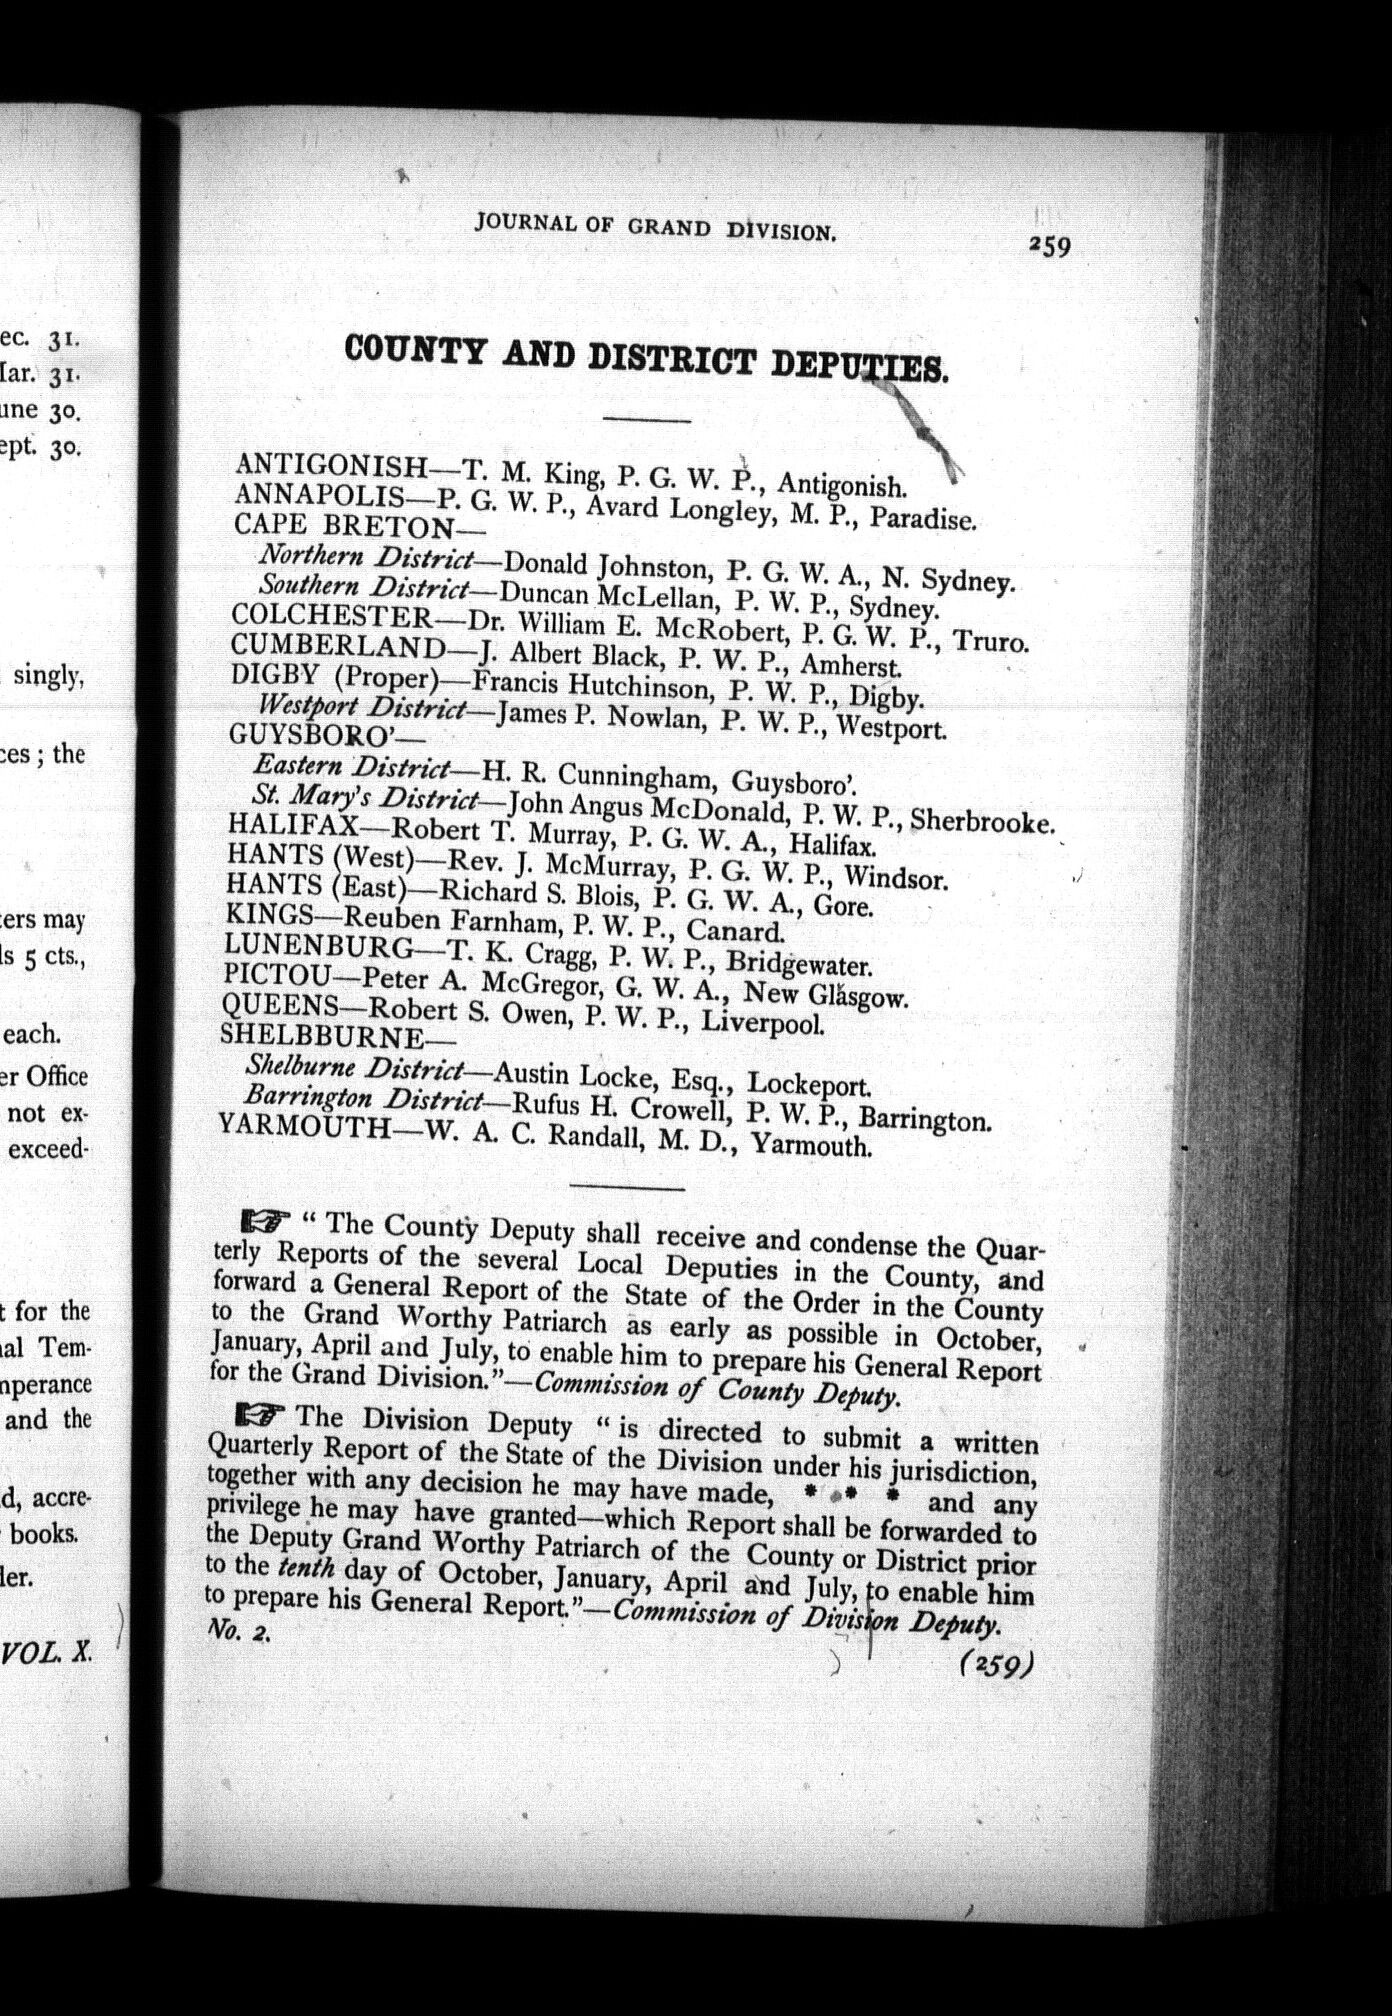 ec. 31.
Iar. 31.
une 30.
ept. 30.
singly,
ces ; the
ters may
ls 5 cts.,
each.
er Office
not ex-
exceed-
t for the
nal Tem-
mperance
and the
d, accre-
books.
ler.
VOL. X.
JOURNAL OF GRAND DIVISION.
259
COUNTY AND DISTRICT DEPUTIES.
ANTIGONISH—T. M. King, P. G. W. P., Antigonish.
ANNAPOLIS—P. G. W. P., Avard Longley, M. P., Paradise.
CAPE BRETON—
Northern District—Donald Johnston, P. G. W. A., N. Sydney.
Southern District—Duncan McLellan, P. W. P., Sydney.
COLCHESTER—Dr. William E. McRobert, P. G. W. P., Truro.
CUMBERLAND—J. Albert Black, P. W. P., Amherst.
DIGBY (Proper)—Francis Hutchinson, P. W. P., Digby.
Westport District—James P. Nowlan, P. W. P., Westport.
GUYSBORO'—
Eastern District—H. R. Cunningham, Guysboro'.
St. Mary's District—John Angus McDonald, P. W. P., Sherbrooke.
HALIFAX—Robert T. Murray, P. G. W. A., Halifax.
HANTS (West)—Rev. J. McMurray, P. G. W. P., Windsor.
HANTS (East)—Richard S. Blois, P. G. W. A., Gore.
KINGS—Reuben Farnham, P. W. P., Canard.
LUNENBURG—T. K. Cragg, P. W. P., Bridgewater.
PICTOU—Peter A. McGregor, G. W. A., New Glasgow.
QUEENS—Robert S. Owen, P. W. P., Liverpool.
SHELBBURNE—
Shelburne District—Austin Locke, Esq., Lockeport.
Barrington District—Rufus H. Crowell, P. W. P., Barrington.
YARMOUTH—W. A. C. Randall, M. D., Yarmouth.
☞ " The County Deputy shall receive and condense the Quar-
terly Reports of the several Local Deputies in the County, and
forward a General Report of the State of the Order in the County
to the Grand Worthy Patriarch as early as possible in October,
January, April and July, to enable him to prepare his General Report
for the Grand Division."—Commission of County Deputy.
☞ The Division Deputy " is directed to submit a written
Quarterly Report of the State of the Division under his jurisdiction,
together with any decision he may have made, * * * and any
privilege he may have granted—which Report shall be forwarded to
the Deputy Grand Worthy Patriarch of the County or District prior
to the tenth day of October, January, April and July, to enable him
to prepare his General Report."—Commission of Division Deputy.
No. 2.
(259)